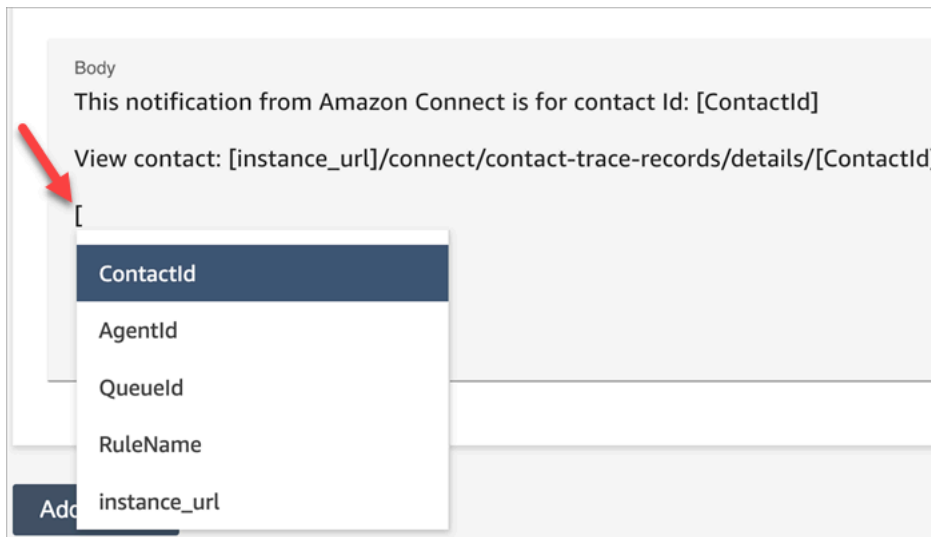 Body
This notification from Amazon Connect is for contact Id: [ContactId]
View contact: [instance_url]/connect/contact-trace-records/details/[ContactId]
[
ContactId
AgentId
QueueId
RuleName
instance_url